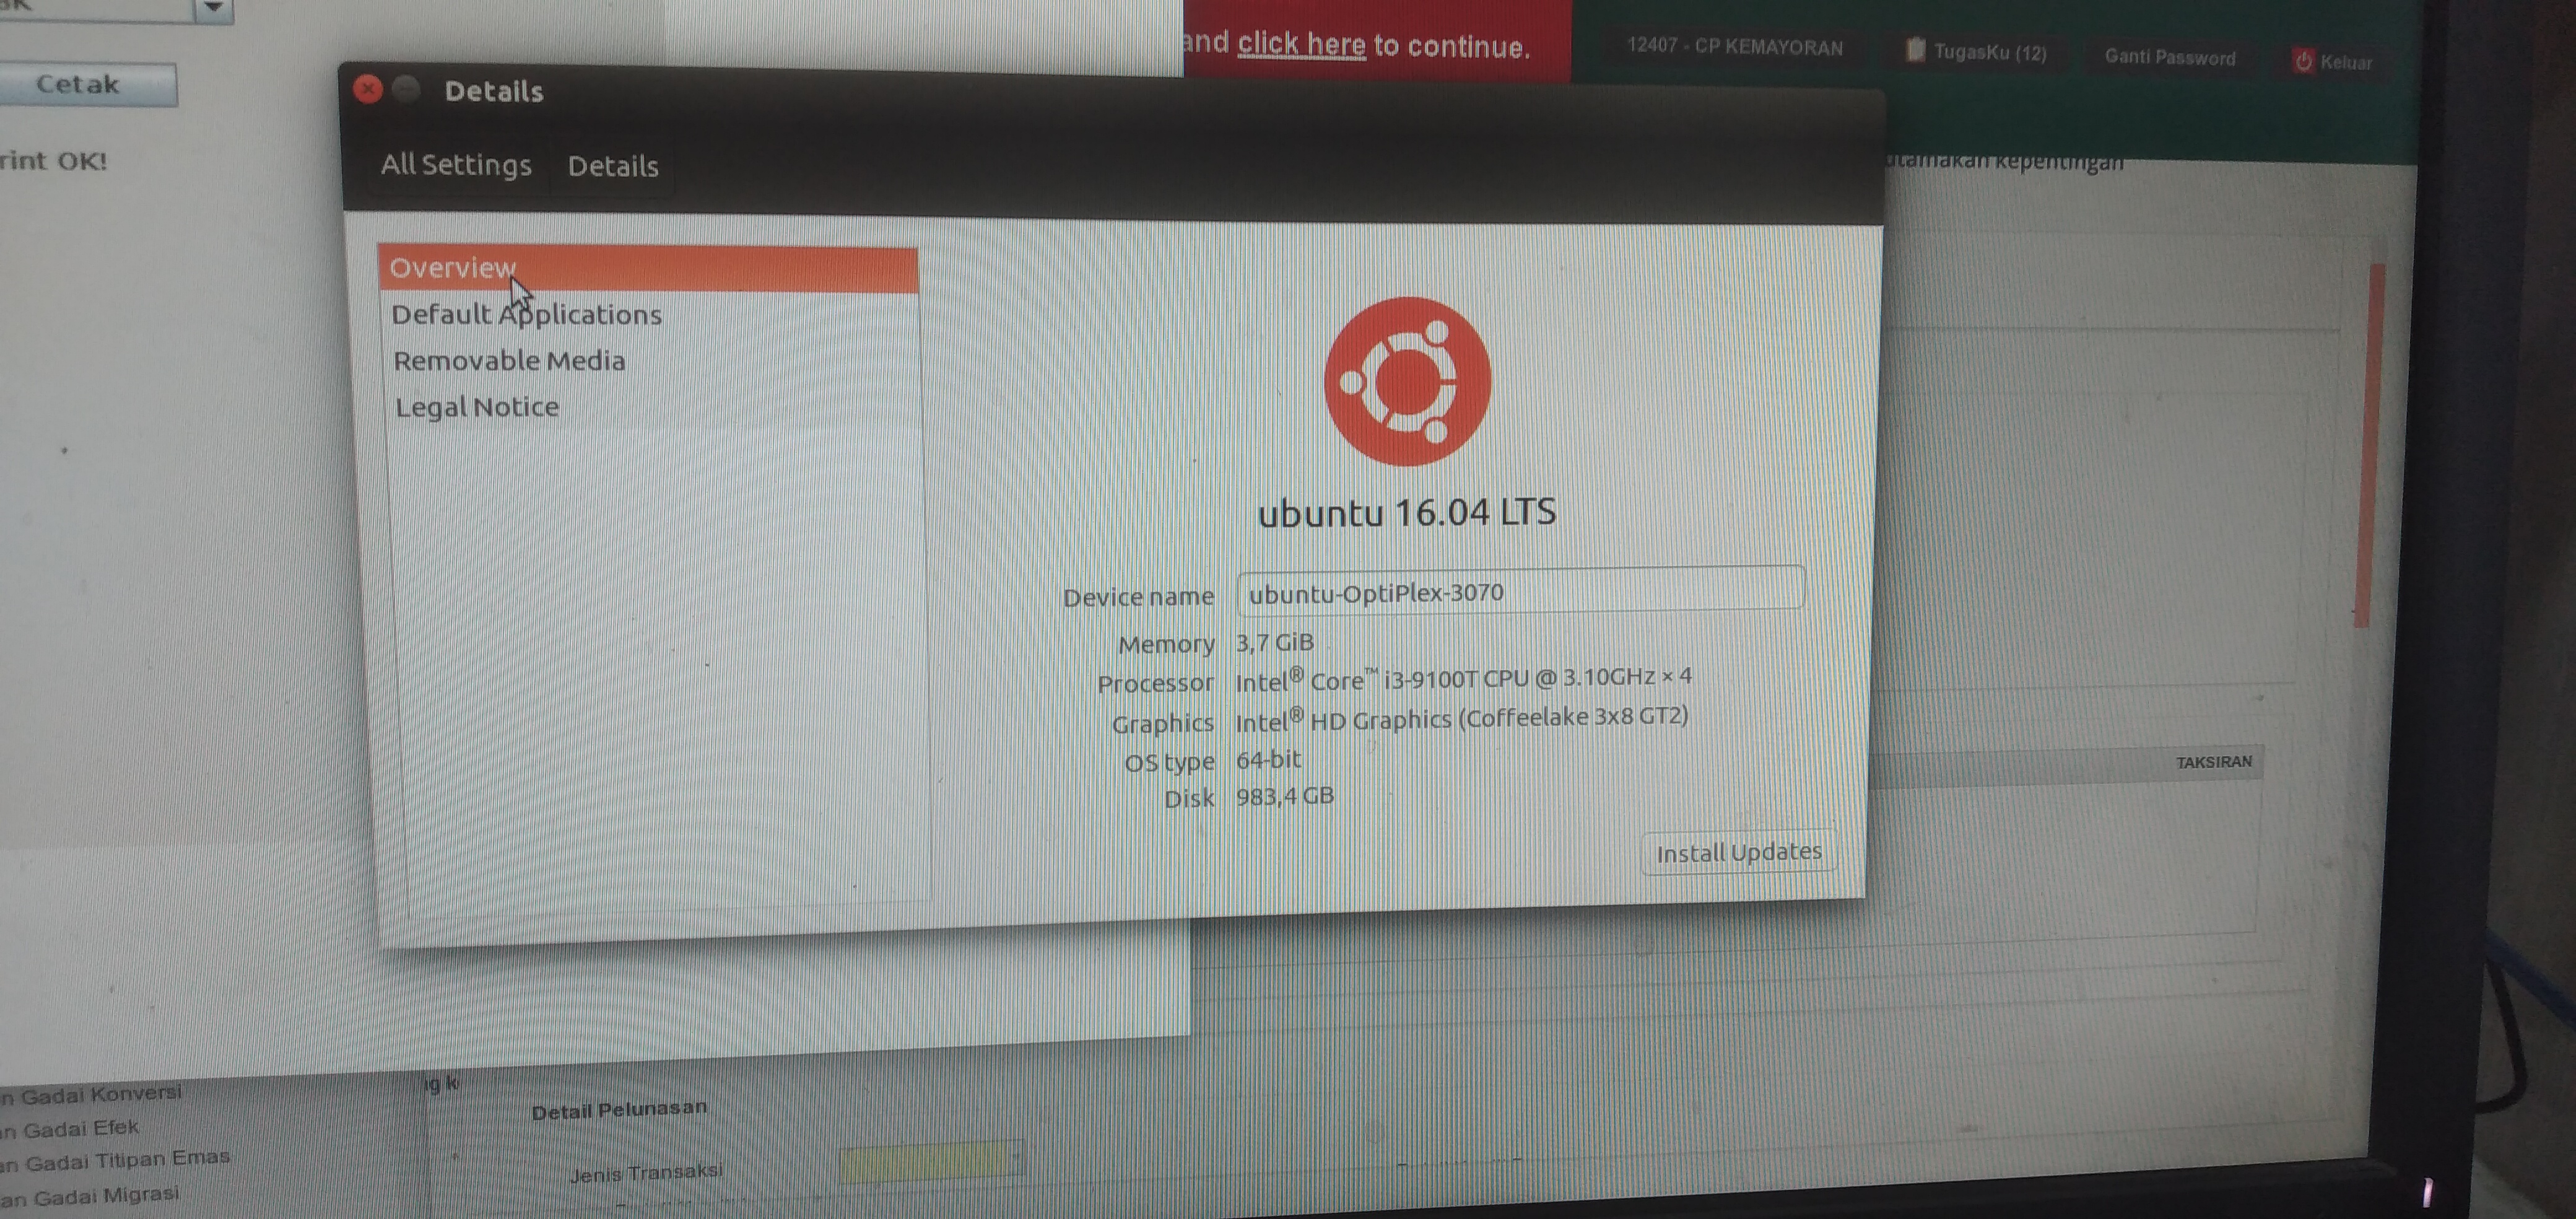 Cetak
rint OK!
and click here to continue.
12407 - CP KEMAYORAN
TugasKu (12)
Ganti Password
Keluar
Details
All Settings Details
utamakan kepentingan
Overview
Default Applications
Removable Media
Legal Notice
ubuntu 16.04 LTS
Device name ubuntu-OptiPlex-3070
Memory 3,7 GiB
Processor Intel® Core™ i3-9100T CPU @ 3.10GHz × 4
Graphics Intel® HD Graphics (Coffeelake 3x8 GT2)
OS type 64-bit
Disk 983,4 GB
Install Updates
TAKSIRAN
n Gadai Konversi
an Gadai Efek
an Gadai Titipan Emas
an Gadai Migrasi
Detail Pelunasan
Jenis Transaksi